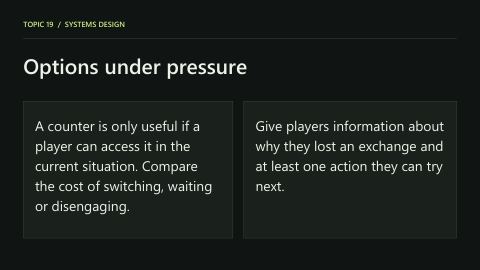 TOPIC 19 / SYSTEMS DESIGN
Options under pressure
A counter is only useful if a
player can access it in the
current situation. Compare
the cost of switching, waiting
or disengaging.
Give players information about
why they lost an exchange and
at least one action they can try
next.